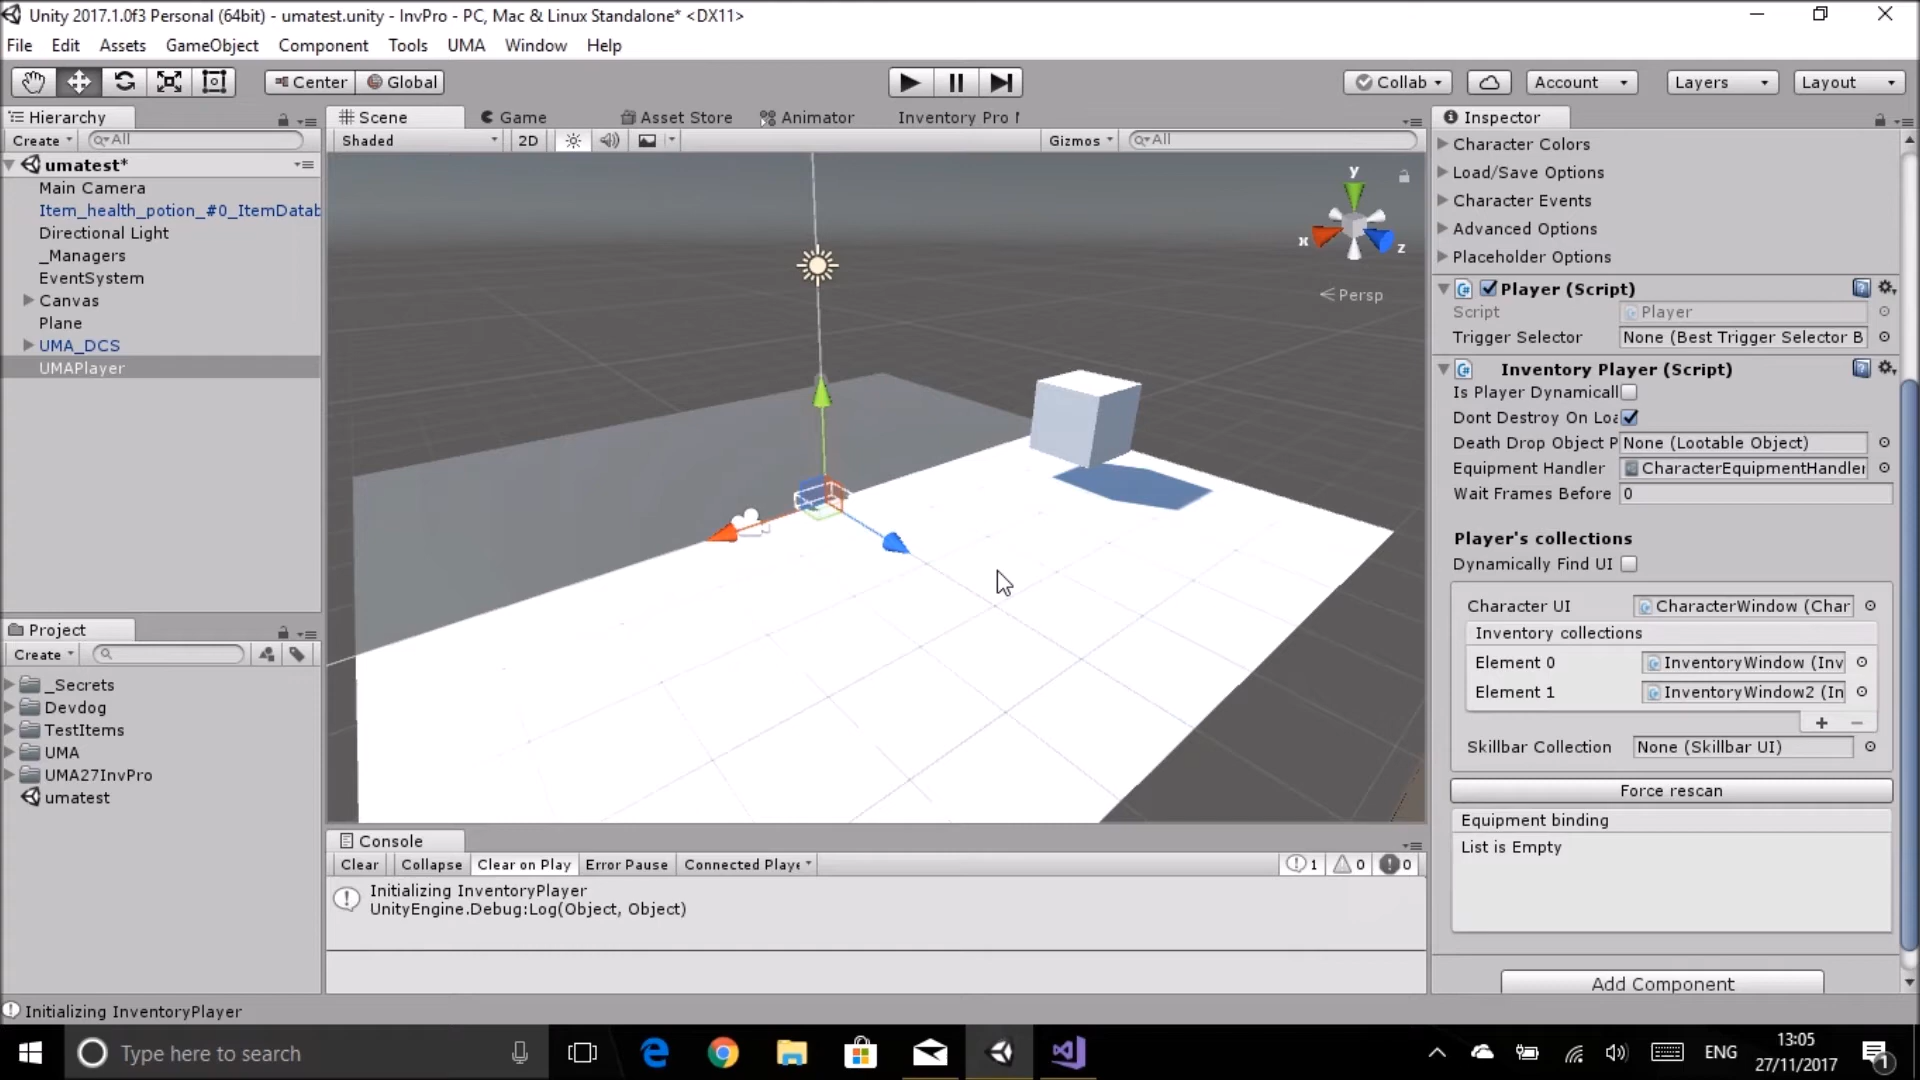 Unity 2017.1.0f3 Personal (64bit) - umatest.unity - InvPro - PC, Mac & Linux Standalone* <DX11>
File Edit Assets GameObject Component Tools UMA Window Help
Center Global Collab Account Layers Layout
Hierarchy
Create All
umatest*
Main Camera
Item_health_potion_#0_ItemDatab
Directional Light
_Managers
EventSystem
Canvas
Plane
UMA_DCS
UMAPlayer
Project
Create
_Secrets
Devdog
TestItems
UMA
UMA27InvPro
umatest
Scene Game Asset Store Animator Inventory Pro
Shaded 2D Gizmos All
y
x
z
Persp
Console
Clear Collapse Clear on Play Error Pause Connected Playe 1 0 0
Initializing InventoryPlayer
UnityEngine.Debug:Log(Object, Object)
Inspector
Character Colors
Load/Save Options
Character Events
Advanced Options
Placeholder Options
Player (Script)
Script Player
Trigger Selector None (Best Trigger Selector B
Inventory Player (Script)
Is Player Dynamicall
Dont Destroy On Loa
Death Drop Object P None (Lootable Object)
Equipment Handler CharacterEquipmentHandler
Wait Frames Before 0
Player's collections
Dynamically Find UI
Character UI CharacterWindow (Char
Inventory collections
Element 0 InventoryWindow (Inv
Element 1 InventoryWindow2 (In
+ −
Skillbar Collection None (Skillbar UI)
Force rescan
Equipment binding
List is Empty
Add Component
Initializing InventoryPlayer
Type here to search
ENG
13:05
27/11/2017
1